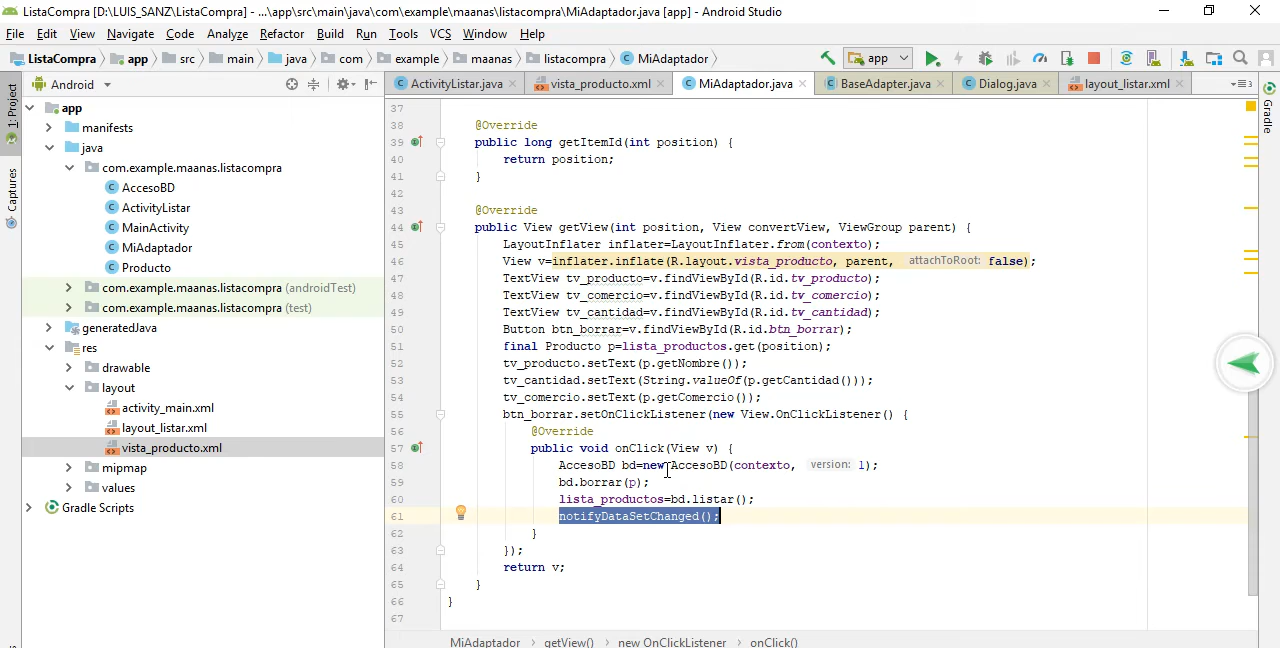 ListaCompra [D:\LUIS_SANZ\ListaCompra] - ...\app\src\main\java\com\example\maanas\listacompra\MiAdaptador.java [app] - Android Studio
File Edit View Navigate Code Analyze Refactor Build Run Tools VCS Window Help
ListaCompra app src main java com example maanas listacompra MiAdaptador app
Android
ActivityListar.java vista_producto.xml MiAdaptador.java BaseAdapter.java Dialog.java layout_listar.xml
1: Project
Captures
Gradle
app
manifests
java
com.example.maanas.listacompra
AccesoBD
ActivityListar
MainActivity
MiAdaptador
Producto
com.example.maanas.listacompra (androidTest)
com.example.maanas.listacompra (test)
generatedJava
res
drawable
layout
activity_main.xml
layout_listar.xml
vista_producto.xml
mipmap
values
Gradle Scripts
37
38 @Override
39 public long getItemId(int position) {
40 return position;
41 }
42
43 @Override
44 public View getView(int position, View convertView, ViewGroup parent) {
45 LayoutInflater inflater=LayoutInflater.from(contexto);
46 View v=inflater.inflate(R.layout.vista_producto, parent, attachToRoot: false);
47 TextView tv_producto=v.findViewById(R.id.tv_producto);
48 TextView tv_comercio=v.findViewById(R.id.tv_comercio);
49 TextView tv_cantidad=v.findViewById(R.id.tv_cantidad);
50 Button btn_borrar=v.findViewById(R.id.btn_borrar);
51 final Producto p=lista_productos.get(position);
52 tv_producto.setText(p.getNombre());
53 tv_cantidad.setText(String.valueOf(p.getCantidad()));
54 tv_comercio.setText(p.getComercio());
55 btn_borrar.setOnClickListener(new View.OnClickListener() {
56 @Override
57 public void onClick(View v) {
58 AccesoBD bd=new AccesoBD(contexto, version: 1);
59 bd.borrar(p);
60 lista_productos=bd.listar();
61 notifyDataSetChanged();
62 }
63 });
64 return v;
65 }
66 }
67
MiAdaptador getView() new OnClickListener onClick()